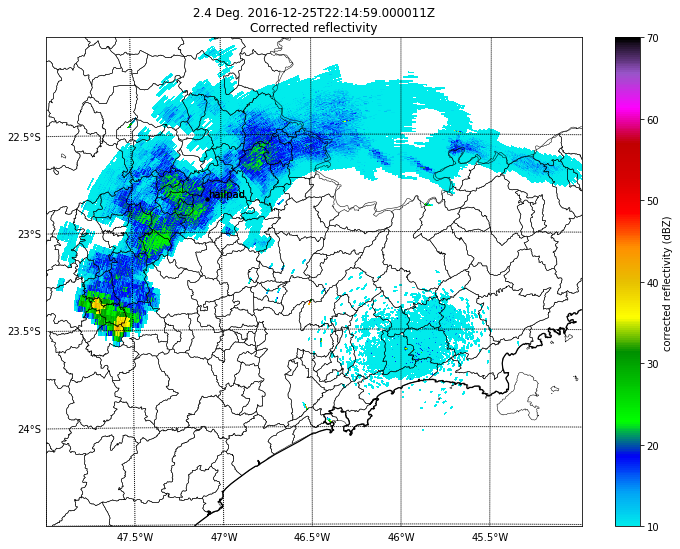 2.4 Deg. 2016-12-25T22:14:59.000011Z
Corrected reflectivity
22.5°S
23°S
23.5°S
24°S
47.5°W
47°W
46.5°W
46°W
45.5°W
70
60
50
40
30
20
10
corrected reflectivity (dBZ)